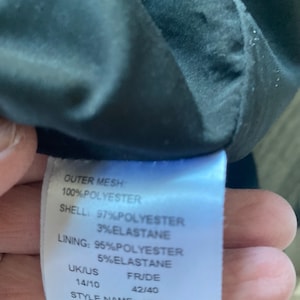 OUTER MESH:
100%POLYESTER
SHELL: 97%POLYESTER
3%ELASTANE
LINING: 95%POLYESTER
5%ELASTANE
UK/US FR/DE
14/10 42/40
STYLE NAME